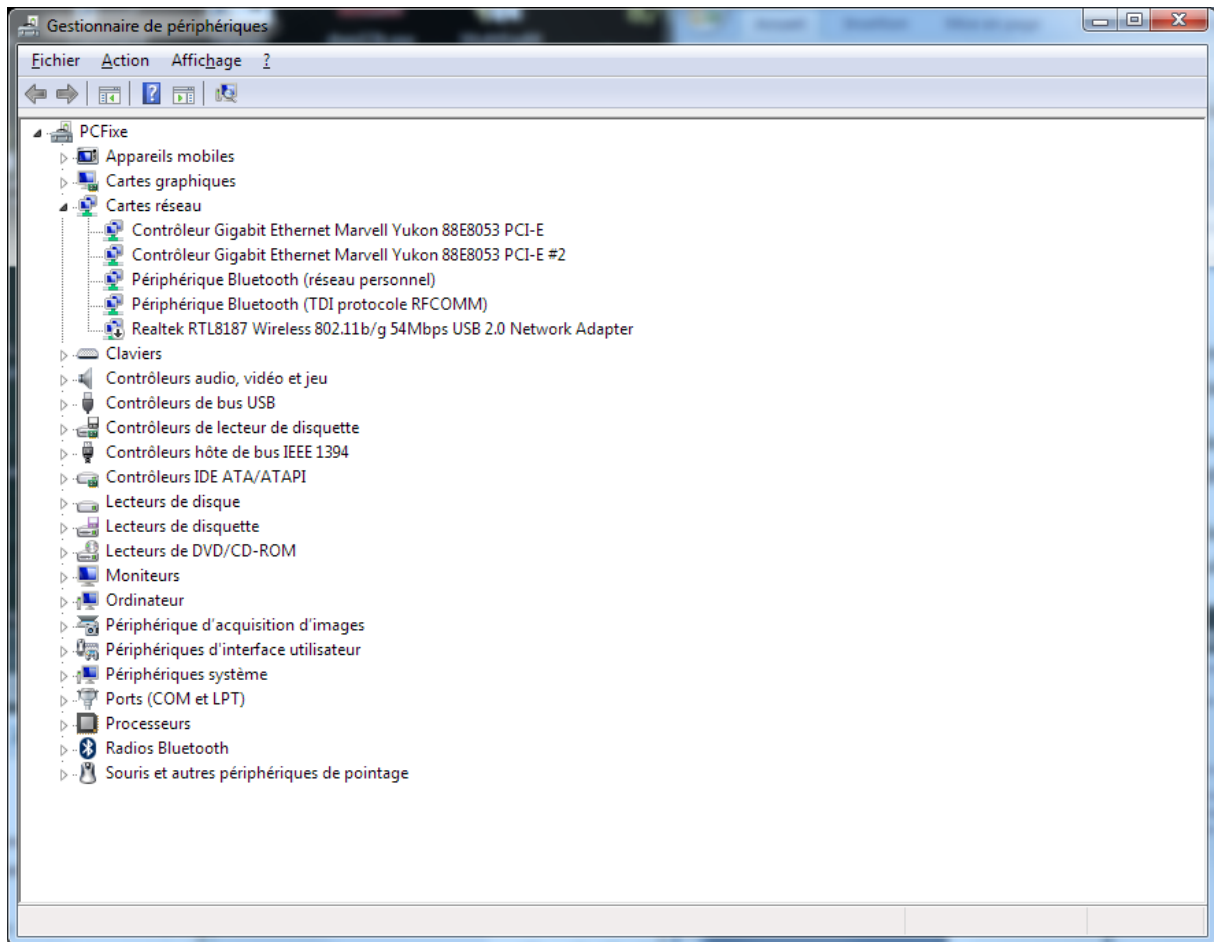 Gestionnaire de périphériques
Fichier Action Affichage ?
PCFixe
Appareils mobiles
Cartes graphiques
Cartes réseau
Contrôleur Gigabit Ethernet Marvell Yukon 88E8053 PCI-E
Contrôleur Gigabit Ethernet Marvell Yukon 88E8053 PCI-E #2
Périphérique Bluetooth (réseau personnel)
Périphérique Bluetooth (TDI protocole RFCOMM)
Realtek RTL8187 Wireless 802.11b/g 54Mbps USB 2.0 Network Adapter
Claviers
Contrôleurs audio, vidéo et jeu
Contrôleurs de bus USB
Contrôleurs de lecteur de disquette
Contrôleurs hôte de bus IEEE 1394
Contrôleurs IDE ATA/ATAPI
Lecteurs de disque
Lecteurs de disquette
Lecteurs de DVD/CD-ROM
Moniteurs
Ordinateur
Périphérique d'acquisition d'images
Périphériques d'interface utilisateur
Périphériques système
Ports (COM et LPT)
Processeurs
Radios Bluetooth
Souris et autres périphériques de pointage